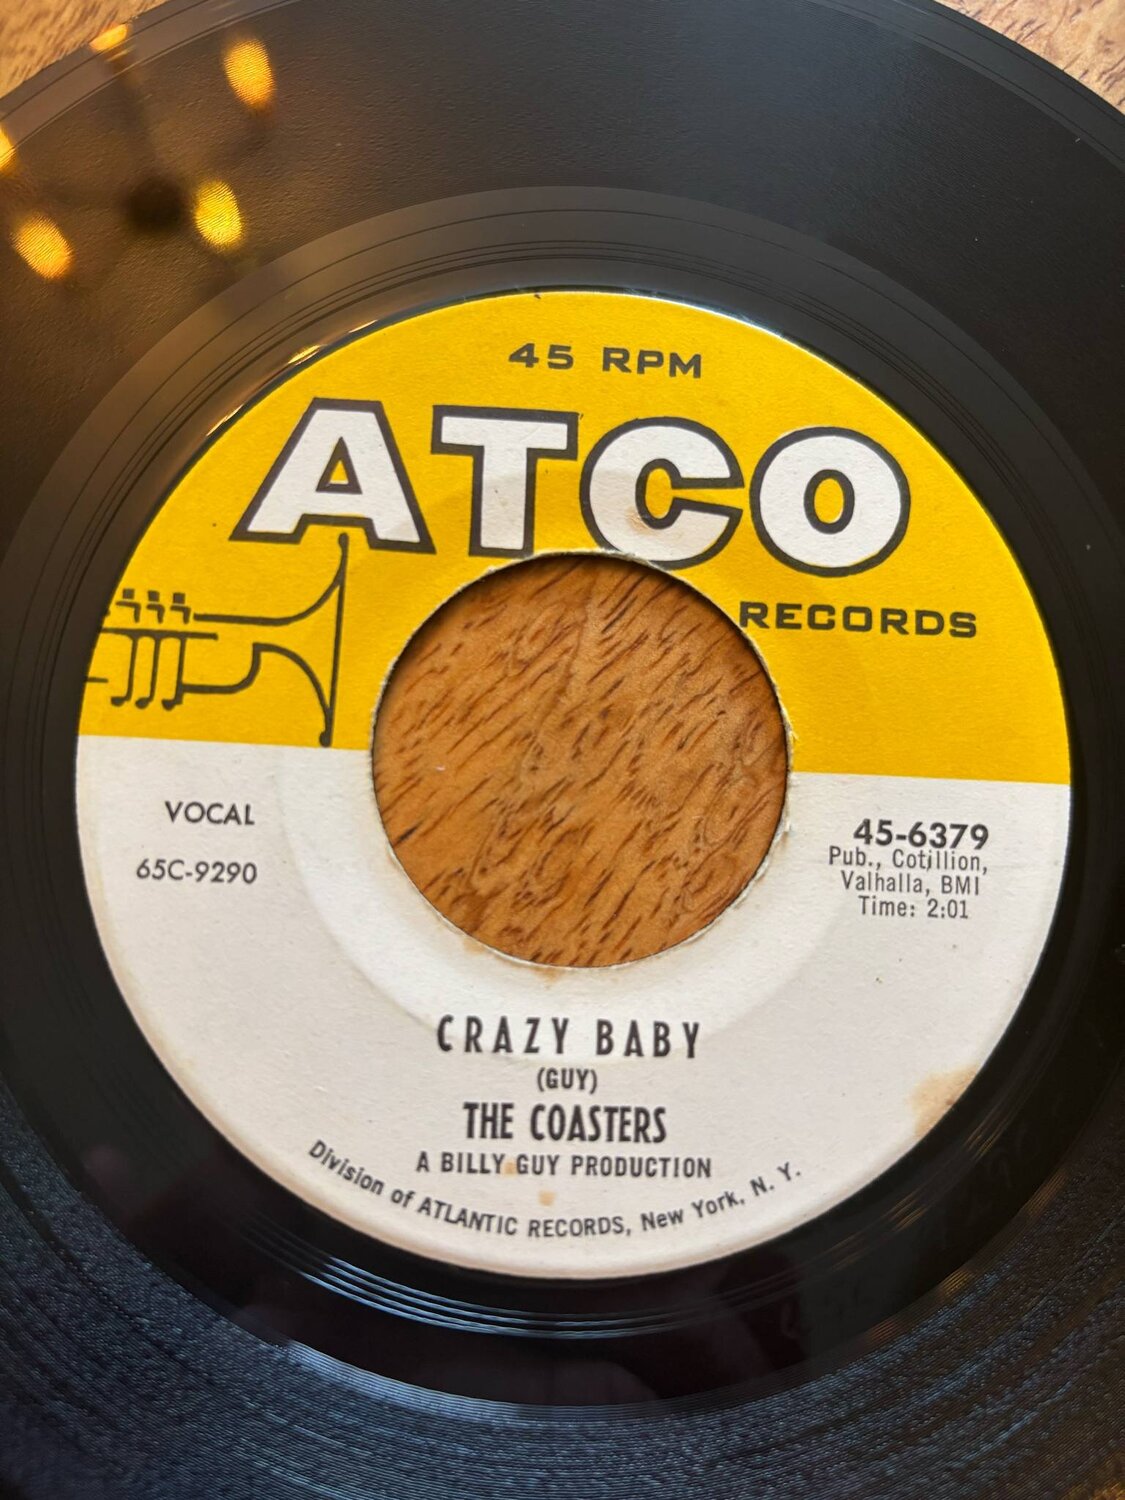 45 RPM
ATCO
RECORDS
VOCAL
65C-9290
45-6379
Pub., Cotillion,
Valhalla, BMI
Time: 2:01
CRAZY BABY
(GUY)
THE COASTERS
A BILLY GUY PRODUCTION
Division of ATLANTIC RECORDS, New York, N. Y.